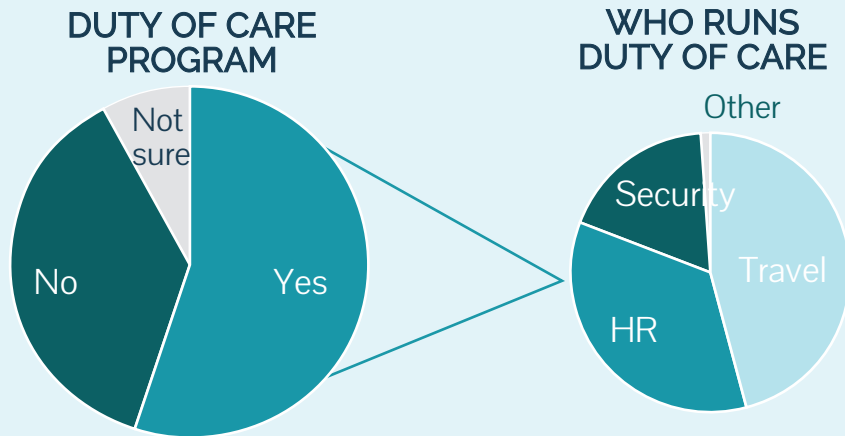 DUTY OF CARE
PROGRAM
Not
sure
No
Yes
WHO RUNS
DUTY OF CARE
Other
Security
Travel
HR